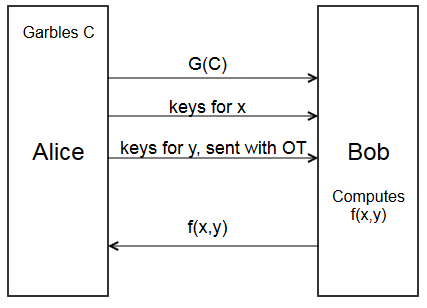 Garbles C
Alice
G(C)
keys for x
keys for y, sent with OT
f(x,y)
Bob
Computes
f(x,y)